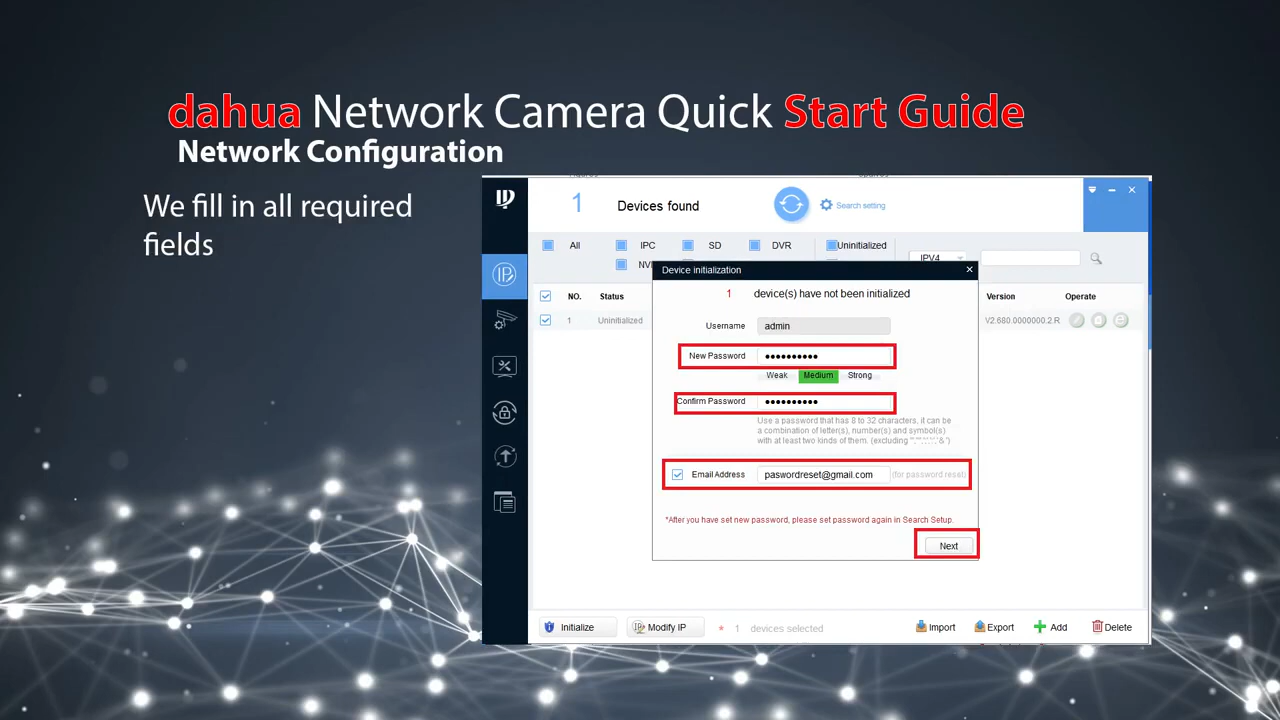 dahua Network Camera Quick Start Guide
Network Configuration
We fill in all required
fields
1 Devices found
Search setting
All IPC SD DVR Uninitialized
IPV4
NO. Status Version Operate
1 Uninitialized V2.680.0000000.2.R
Device initialization
1 device(s) have not been initialized
Username admin
New Password ●●●●●●●●●●
Weak Medium Strong
Confirm Password ●●●●●●●●●●
Use a password that has 8 to 32 characters, it can be
a combination of letter(s), number(s) and symbol(s)
with at least two kinds of them. (excluding
Email Address paswordreset@gmail.com (for password reset)
*After you have set new password, please set password again in Search Setup.
Next
Initialize Modify IP * 1 devices selected Import Export Add Delete